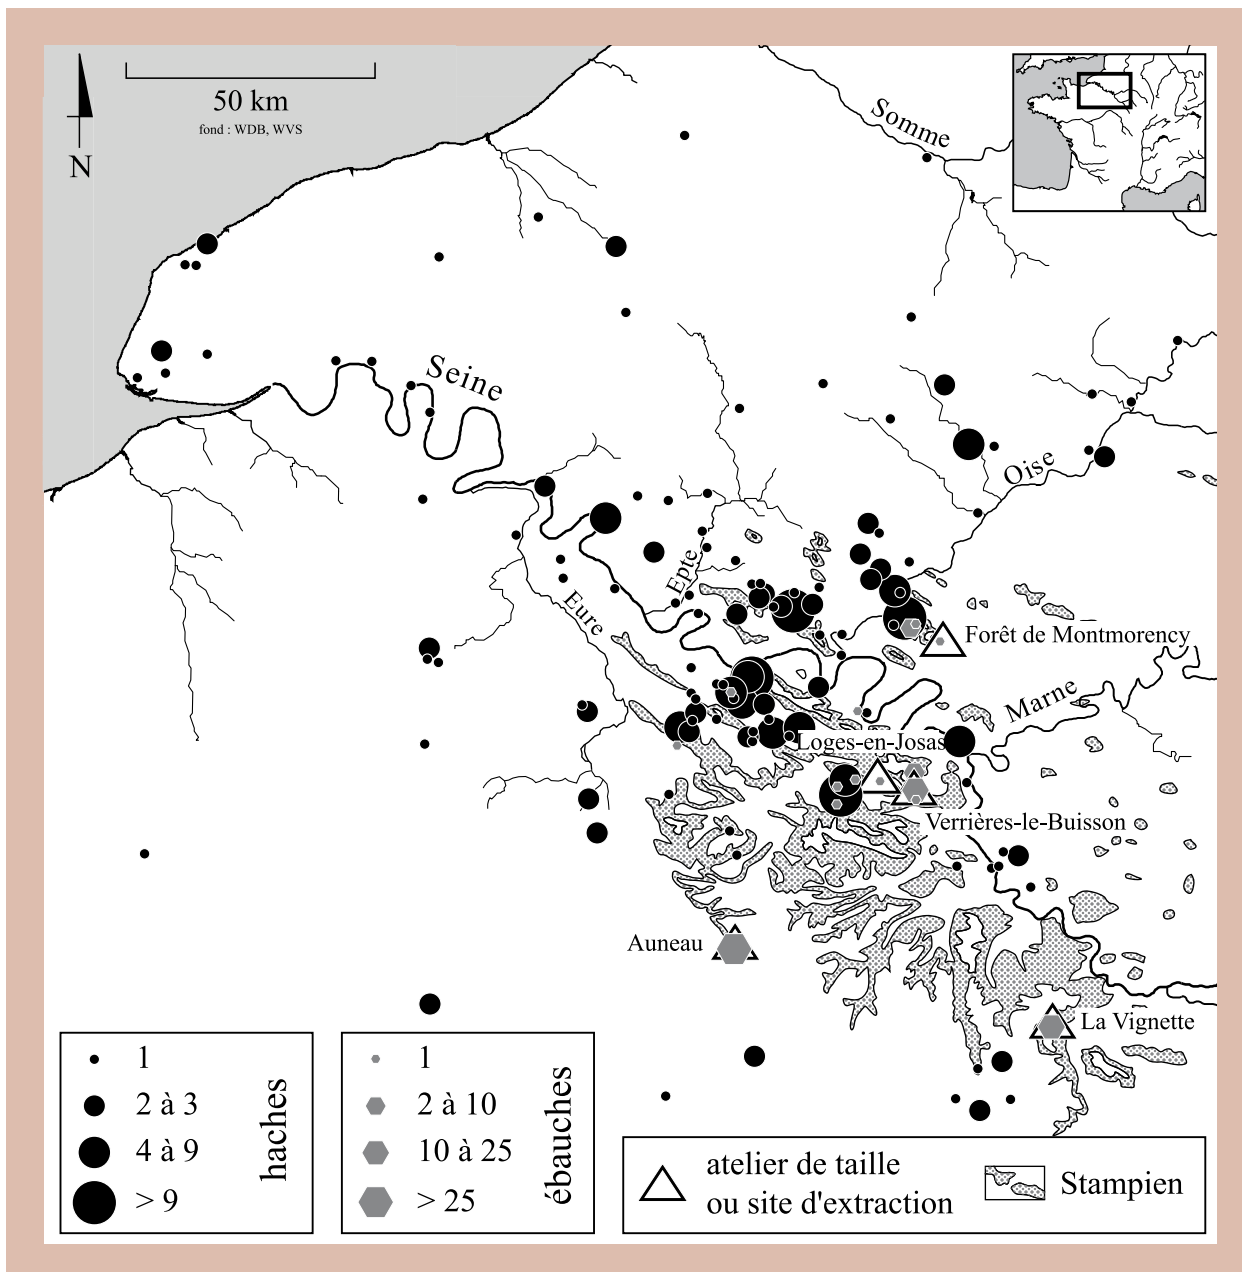 50 km
fond : WDB, WVS
N
Somme
Seine
Oise
Epte
Eure
Forêt de Montmorency
Marne
Loges-en-Josas
Verrières-le-Buisson
Auneau
La Vignette
1
2 à 3
4 à 9
> 9
haches
1
2 à 10
10 à 25
> 25
ébauches
atelier de taille
ou site d'extraction
Stampien